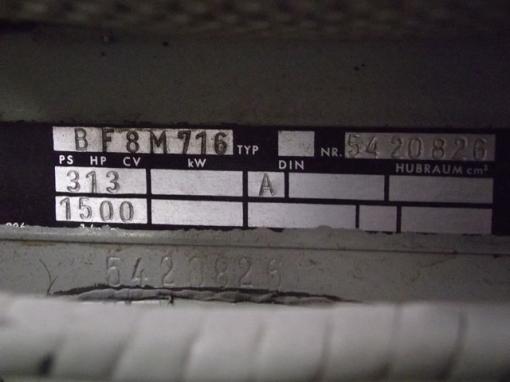 BF8M716 TYP NR. 5420826
PS HP CV kW DIN HUBRAUM cm³
313 A
1500
5420826